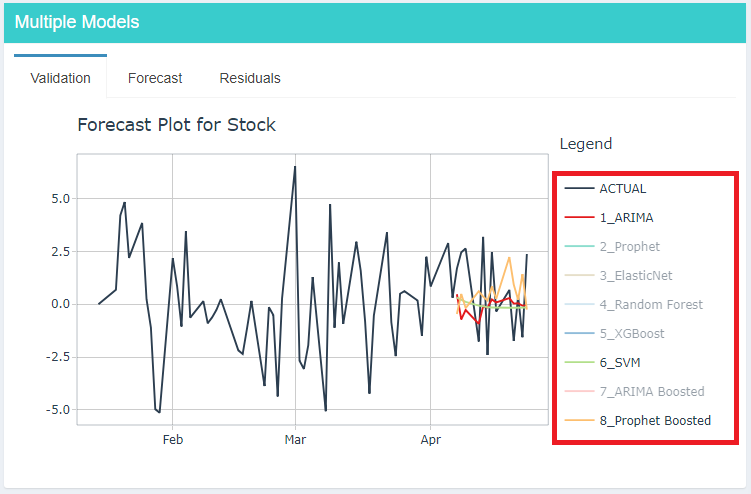 Multiple Models
Validation Forecast Residuals
Forecast Plot for Stock
Legend
5.0
2.5
0.0
-2.5
-5.0
Feb Mar Apr
ACTUAL
1_ARIMA
2_Prophet
3_ElasticNet
4_Random Forest
5_XGBoost
6_SVM
7_ARIMA Boosted
8_Prophet Boosted